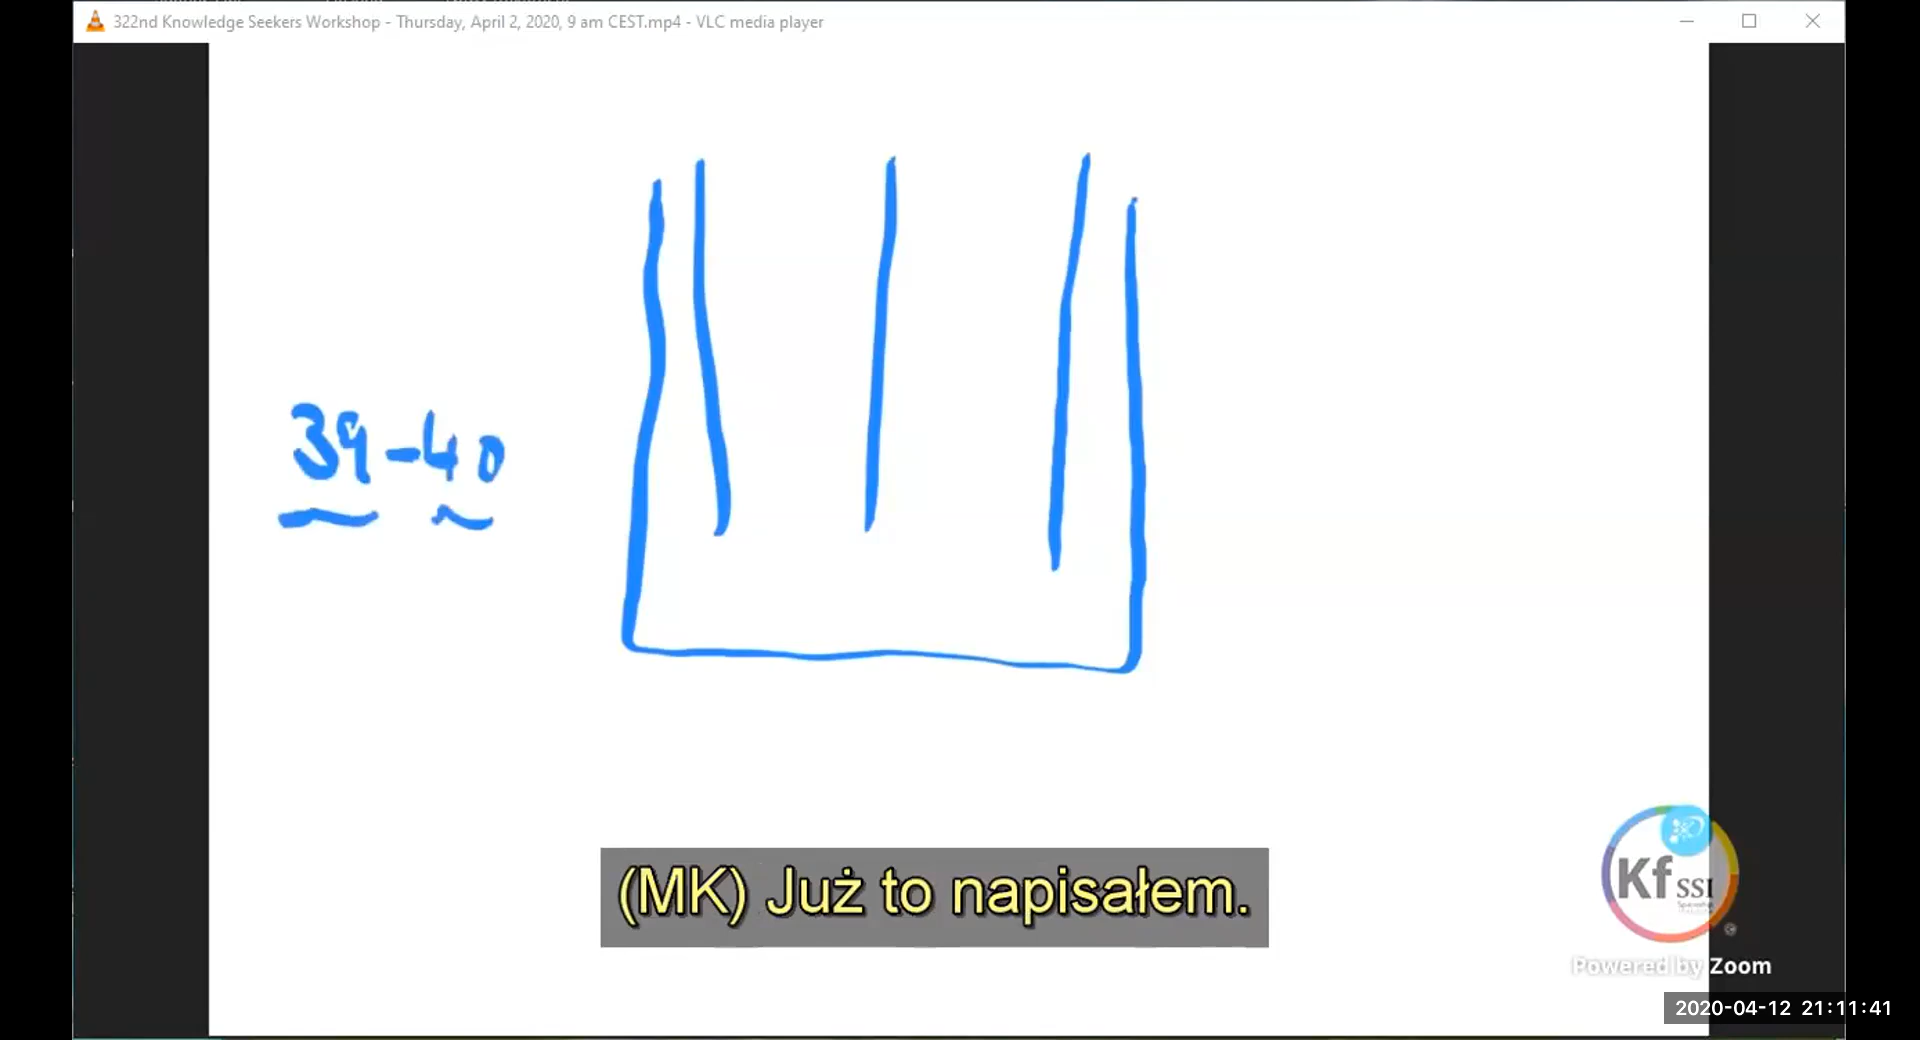 322nd Knowledge Seekers Workshop - Thursday, April 2, 2020, 9 am CEST.mp4 - VLC media player
39-40
(MK) Już to napisałem.
Kf SSI
Powered by Zoom
2020-04-12 21:11:41